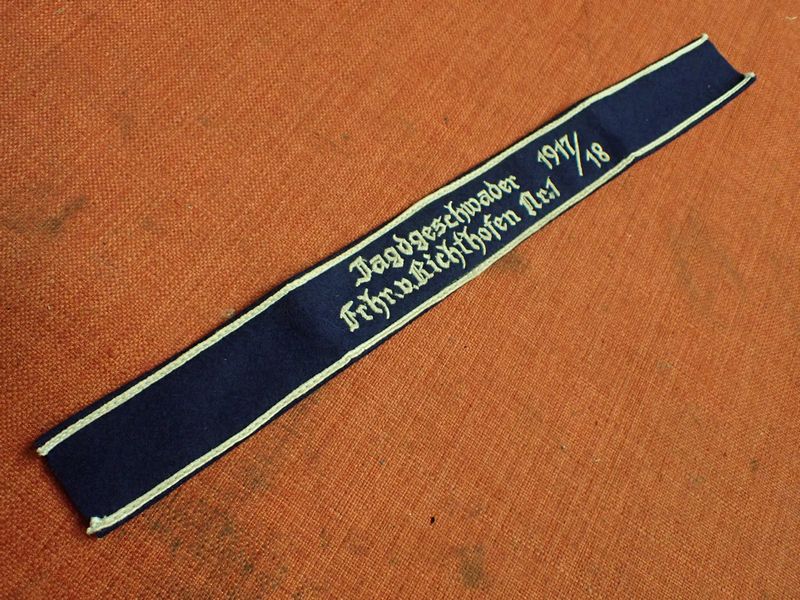 Jagdgeschwader 1917/18
Frhr.v.Richthofen Nr.1